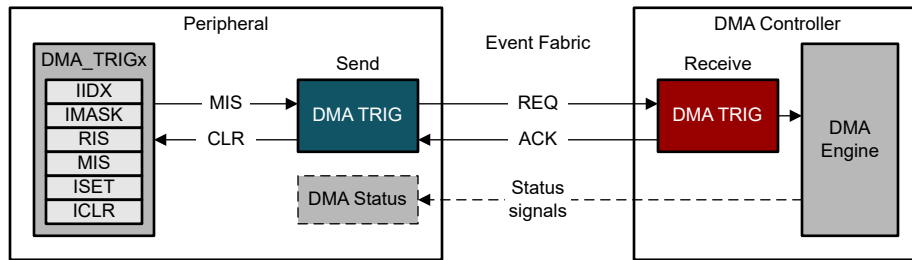 Peripheral
DMA_TRIGx
IIDX
IMASK
RIS
MIS
ISET
ICLR
MIS
CLR
Send
DMA TRIG
DMA Status
Event Fabric
REQ
ACK
Status
signals
DMA Controller
Receive
DMA TRIG
DMA
Engine